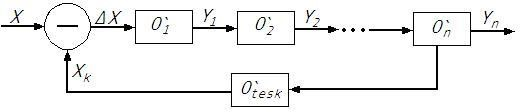 X — ΔX O`1 Y1 O`2 Y2 ... O`n Yn
Xk O`tesk